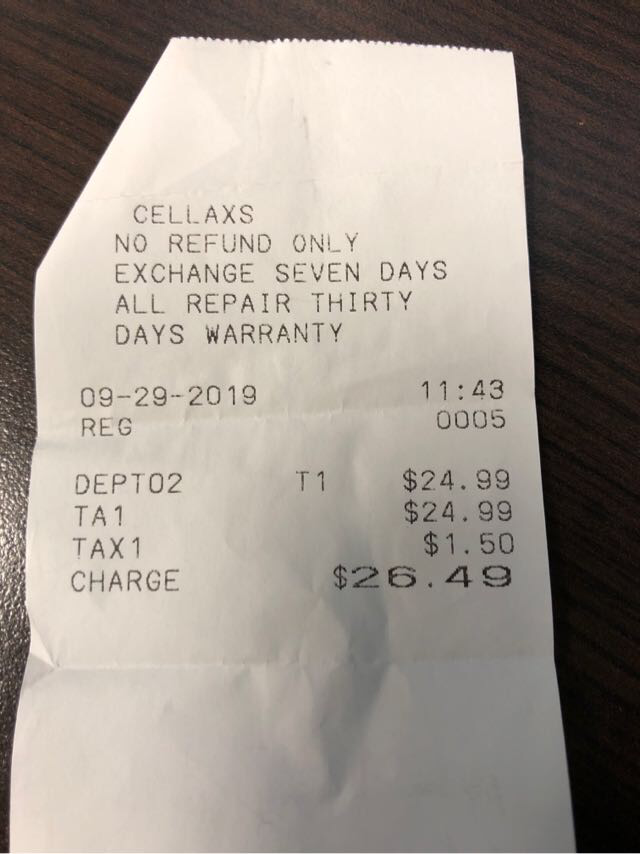 CELLAXS
NO REFUND ONLY
EXCHANGE SEVEN DAYS
ALL REPAIR THIRTY
DAYS WARRANTY
09-29-2019 11:43
REG 0005
DEPT02 T1 $24.99
TA1 $24.99
TAX1 $1.50
CHARGE $26.49